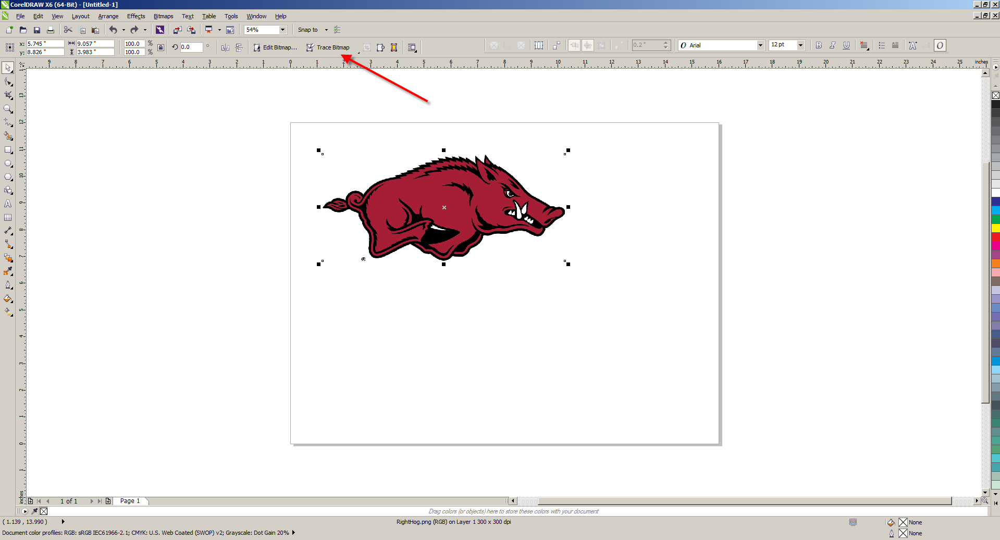 CorelDRAW X6 (64-Bit) - [Untitled-1]
File Edit View Layout Arrange Effects Bitmaps Text Table Tools Window Help
54% Snap to
x: 5.745 " 9.057 " 100.0 % 0.0 ° Edit Bitmap... Trace Bitmap 0.2 " O Arial 12 pt B I U A O
y: 8.826 " 3.983 " 100.0 %
9 8 7 6 5 4 3 2 1 0 1 2 3 4 5 6 7 8 9 10 11 12 13 14 15 16 17 18 19 20 21 22 23 24 25 inches
13
12
11
10
9
8
7
6
5
4
3
2
1
0
1
inches
®
1 of 1 Page 1
Drag colors (or objects) here to store these colors with your document
( 1.139 , 13.990 ) RightHog.png (RGB) on Layer 1 300 x 300 dpi None
Document color profiles: RGB: sRGB IEC61966-2.1; CMYK: U.S. Web Coated (SWOP) v2; Grayscale: Dot Gain 20% None